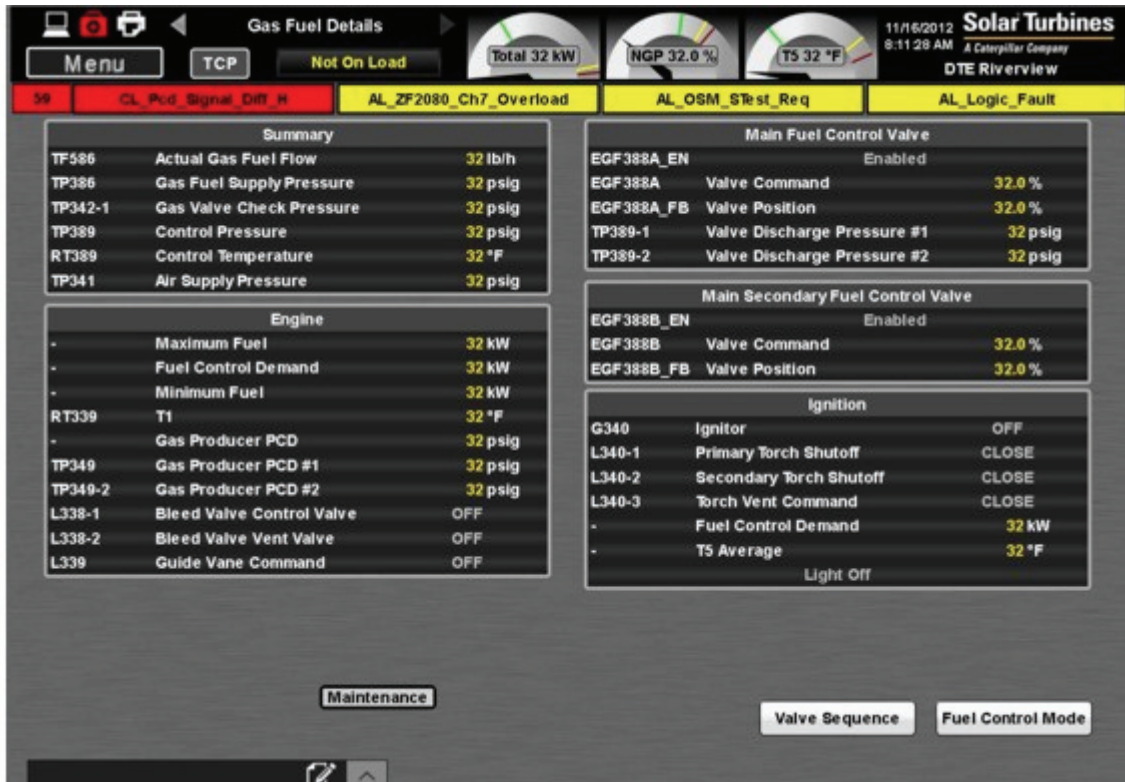 Gas Fuel Details
Menu
TCP
Not On Load
Total 32 kW
NGP 32.0 %
T5 32 °F
11/16/2012
8:11:28 AM
Solar Turbines
A Caterpillar Company
DTE Riverview
59 CL_Pcd_Signal_Diff_H AL_ZF2080_Ch7_Overload AL_OSM_STest_Req AL_Logic_Fault
Summary
TF586 Actual Gas Fuel Flow 32 lb/h
TP386 Gas Fuel Supply Pressure 32 psig
TP342-1 Gas Valve Check Pressure 32 psig
TP389 Control Pressure 32 psig
RT389 Control Temperature 32 °F
TP341 Air Supply Pressure 32 psig
Engine
- Maximum Fuel 32 kW
- Fuel Control Demand 32 kW
- Minimum Fuel 32 kW
RT339 T1 32 °F
- Gas Producer PCD 32 psig
TP349 Gas Producer PCD #1 32 psig
TP349-2 Gas Producer PCD #2 32 psig
L338-1 Bleed Valve Control Valve OFF
L338-2 Bleed Valve Vent Valve OFF
L339 Guide Vane Command OFF
Main Fuel Control Valve
EGF388A_EN Enabled
EGF388A Valve Command 32.0 %
EGF388A_FB Valve Position 32.0 %
TP389-1 Valve Discharge Pressure #1 32 psig
TP389-2 Valve Discharge Pressure #2 32 psig
Main Secondary Fuel Control Valve
EGF388B_EN Enabled
EGF388B Valve Command 32.0 %
EGF388B_FB Valve Position 32.0 %
Ignition
G340 Ignitor OFF
L340-1 Primary Torch Shutoff CLOSE
L340-2 Secondary Torch Shutoff CLOSE
L340-3 Torch Vent Command CLOSE
- Fuel Control Demand 32 kW
- T5 Average 32 °F
Light Off
Maintenance
Valve Sequence
Fuel Control Mode